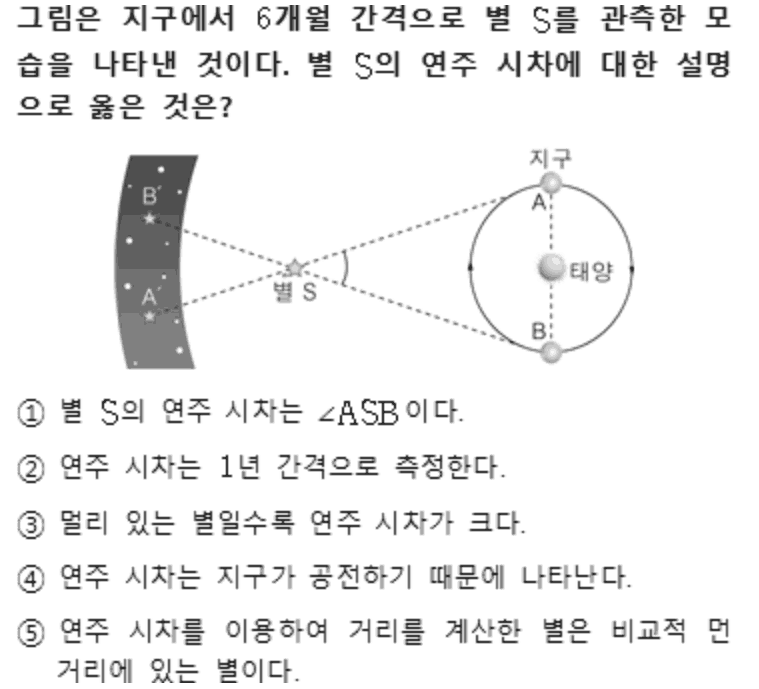 그림은 지구에서 6개월 간격으로 별 S를 관측한 모
습을 나타낸 것이다. 별 S의 연주 시차에 대한 설명
으로 옳은 것은?
지구
B´
A
별 S
태양
A´
B
① 별 S의 연주 시차는 ∠ASB이다.
② 연주 시차는 1년 간격으로 측정한다.
③ 멀리 있는 별일수록 연주 시차가 크다.
④ 연주 시차는 지구가 공전하기 때문에 나타난다.
⑤ 연주 시차를 이용하여 거리를 계산한 별은 비교적 먼
거리에 있는 별이다.